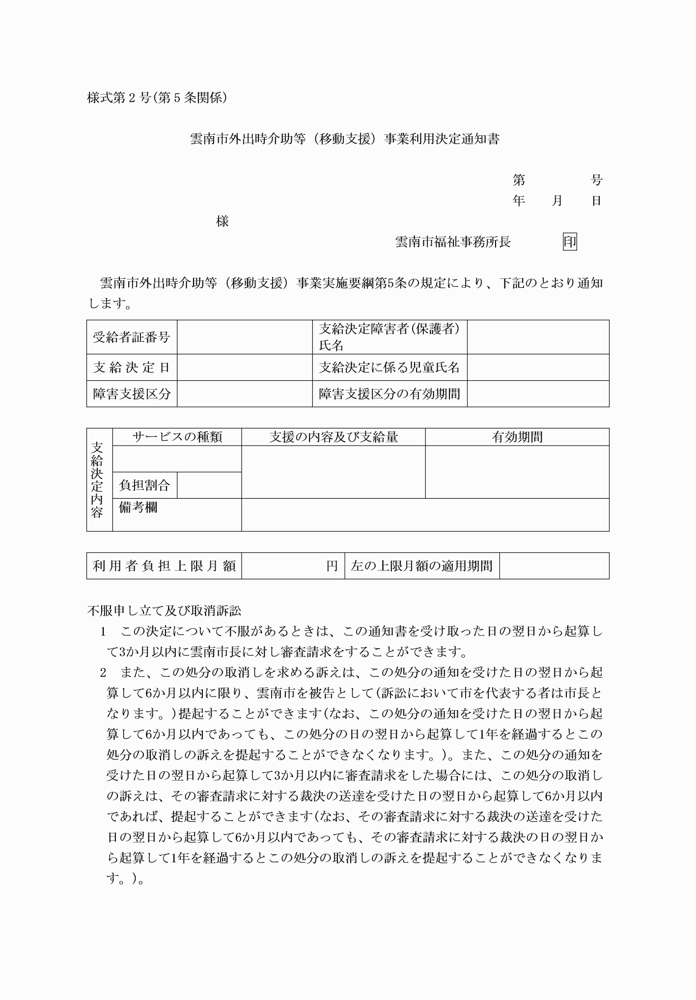 様式第２号（第５条関係）
雲南市外出時介助等（移動支援）事業利用決定通知書
第　　　　　号
年　　月　　日
様
雲南市福祉事務所長　　　　印
雲南市外出時介助等（移動支援）事業実施要綱第5条の規定により、下記のとおり通知
します。
受給者証番号
支給決定障害者(保護者)
氏名
支給決定日
支給決定に係る児童氏名
障害支援区分
障害支援区分の有効期間
支給決定内容
サービスの種類
支援の内容及び支給量
有効期間
負担割合
備考欄
利用者負担上限月額
円
左の上限月額の適用期間
不服申し立て及び取消訴訟
1　この決定について不服があるときは、この通知書を受け取った日の翌日から起算し
て3か月以内に雲南市長に対し審査請求をすることができます。
2　また、この処分の取消しを求める訴えは、この処分の通知を受けた日の翌日から起
算して6か月以内に限り、雲南市を被告として(訴訟において市を代表する者は市長と
なります。)提起することができます(なお、この処分の通知を受けた日の翌日から起
算して6か月以内であっても、この処分の日の翌日から起算して1年を経過するとこの
処分の取消しの訴えを提起することができなくなります。)。また、この処分の通知を
受けた日の翌日から起算して3か月以内に審査請求をした場合には、この処分の取消し
の訴えは、その審査請求に対する裁決の送達を受けた日の翌日から起算して6か月以内
であれば、提起することができます(なお、その審査請求に対する裁決の送達を受けた
日の翌日から起算して6か月以内であっても、その審査請求に対する裁決の日の翌日か
ら起算して1年を経過するとこの処分の取消しの訴えを提起することができなくなりま
す。)。